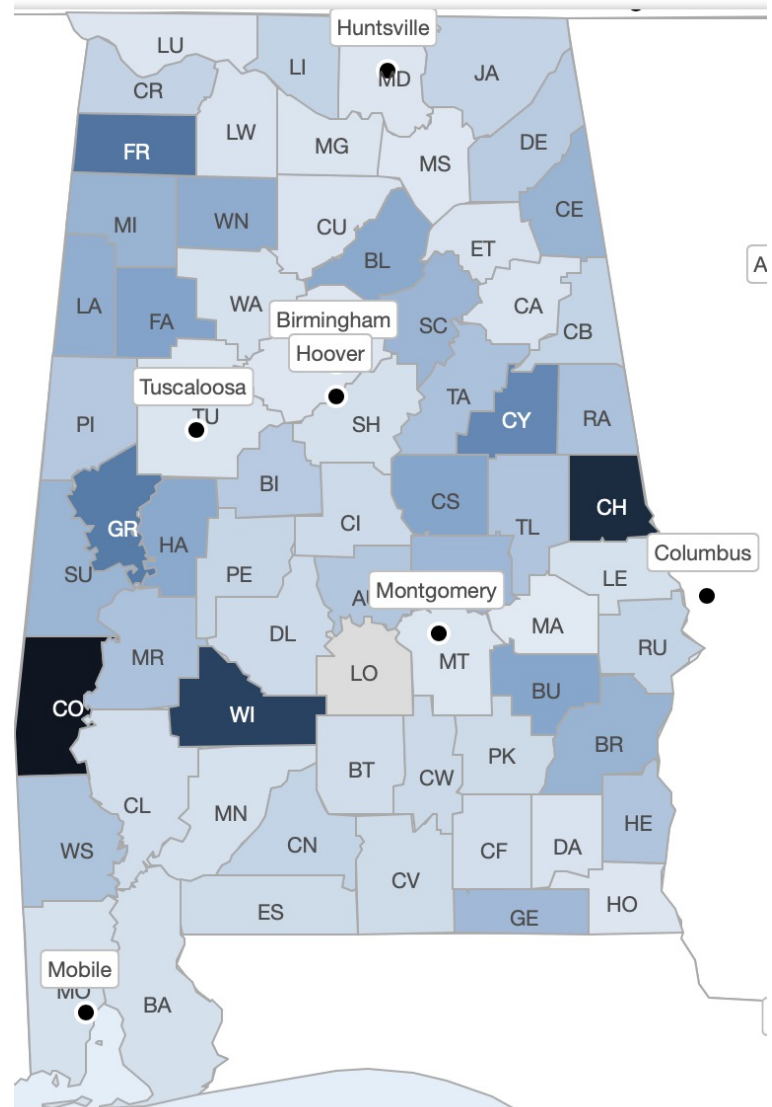 Huntsville
LU
LI
MD
JA
CR
LW
MG
MS
DE
FR
CE
MI
WN
CU
BL
ET
A
LA
FA
WA
SC
CA
CB
Birmingham
Hoover
Tuscaloosa
TU
PI
SH
TA
CY
RA
BI
CS
TL
CH
GR
HA
CI
SU
PE
Columbus
LE
Montgomery
DL
MA
MR
LO
MT
RU
CO
WI
BU
BR
BT
CW
PK
CL
MN
HE
WS
CN
CF
DA
CV
ES
GE
HO
Mobile
MO
BA